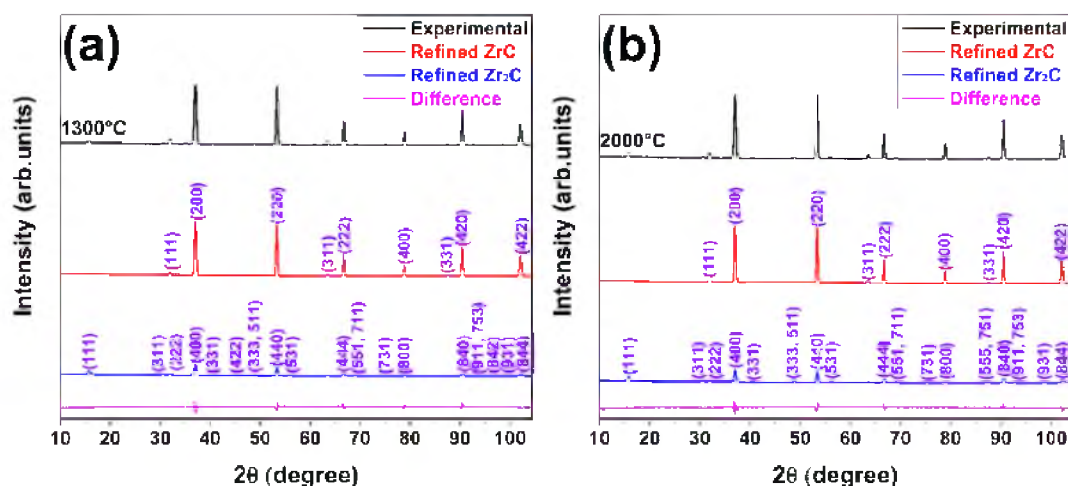 (a)
Experimental
Refined ZrC
Refined Zr₂C
Difference
1300°C
(111)
(200)
(220)
(311)
(222)
(400)
(331)
(420)
(422)
(111)
(311)
(222)
(400)
(331)
(422)
(333, 511)
(440)
(531)
(444)
(551, 711)
(731)
(800)
(840)
(911, 753)
(842)
(931)
(844)
Intensity (arb.units)
10 20 30 40 50 60 70 80 90 100
2θ (degree)
(b)
Experimental
Refined ZrC
Refined Zr₂C
Difference
2000°C
(111)
(200)
(220)
(311)
(222)
(400)
(331)
(420)
(422)
(111)
(311)
(222)
(400)
(331)
(333, 511)
(440)
(531)
(444)
(551, 711)
(731)
(800)
(555, 751)
(840)
(911, 753)
(931)
(844)
Intensity (arb.units)
10 20 30 40 50 60 70 80 90 10
2θ (degree)